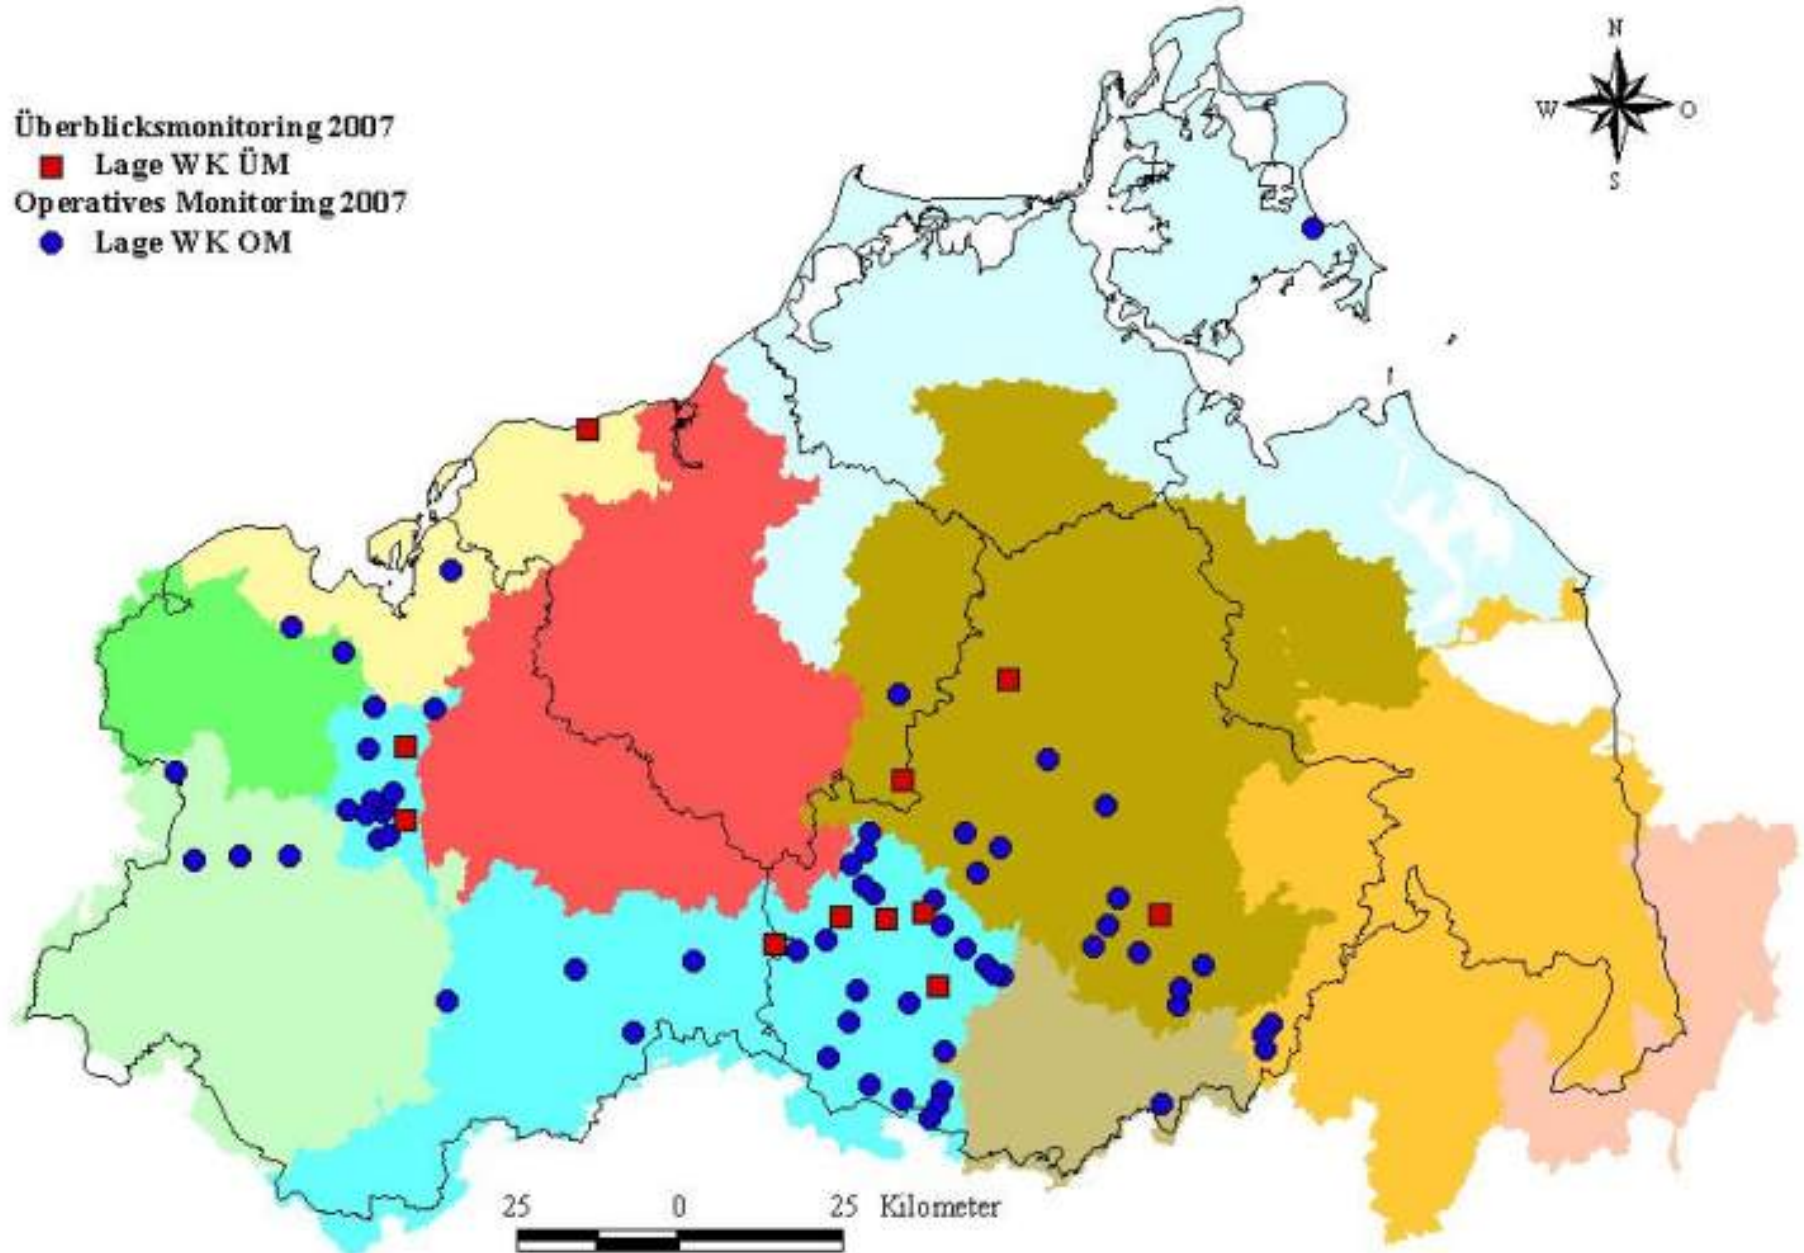 Überblicksmonitoring 2007
Lage WK ÜM
Operatives Monitoring 2007
Lage WK OM
N
W O
S
25 0 25 Kilometer